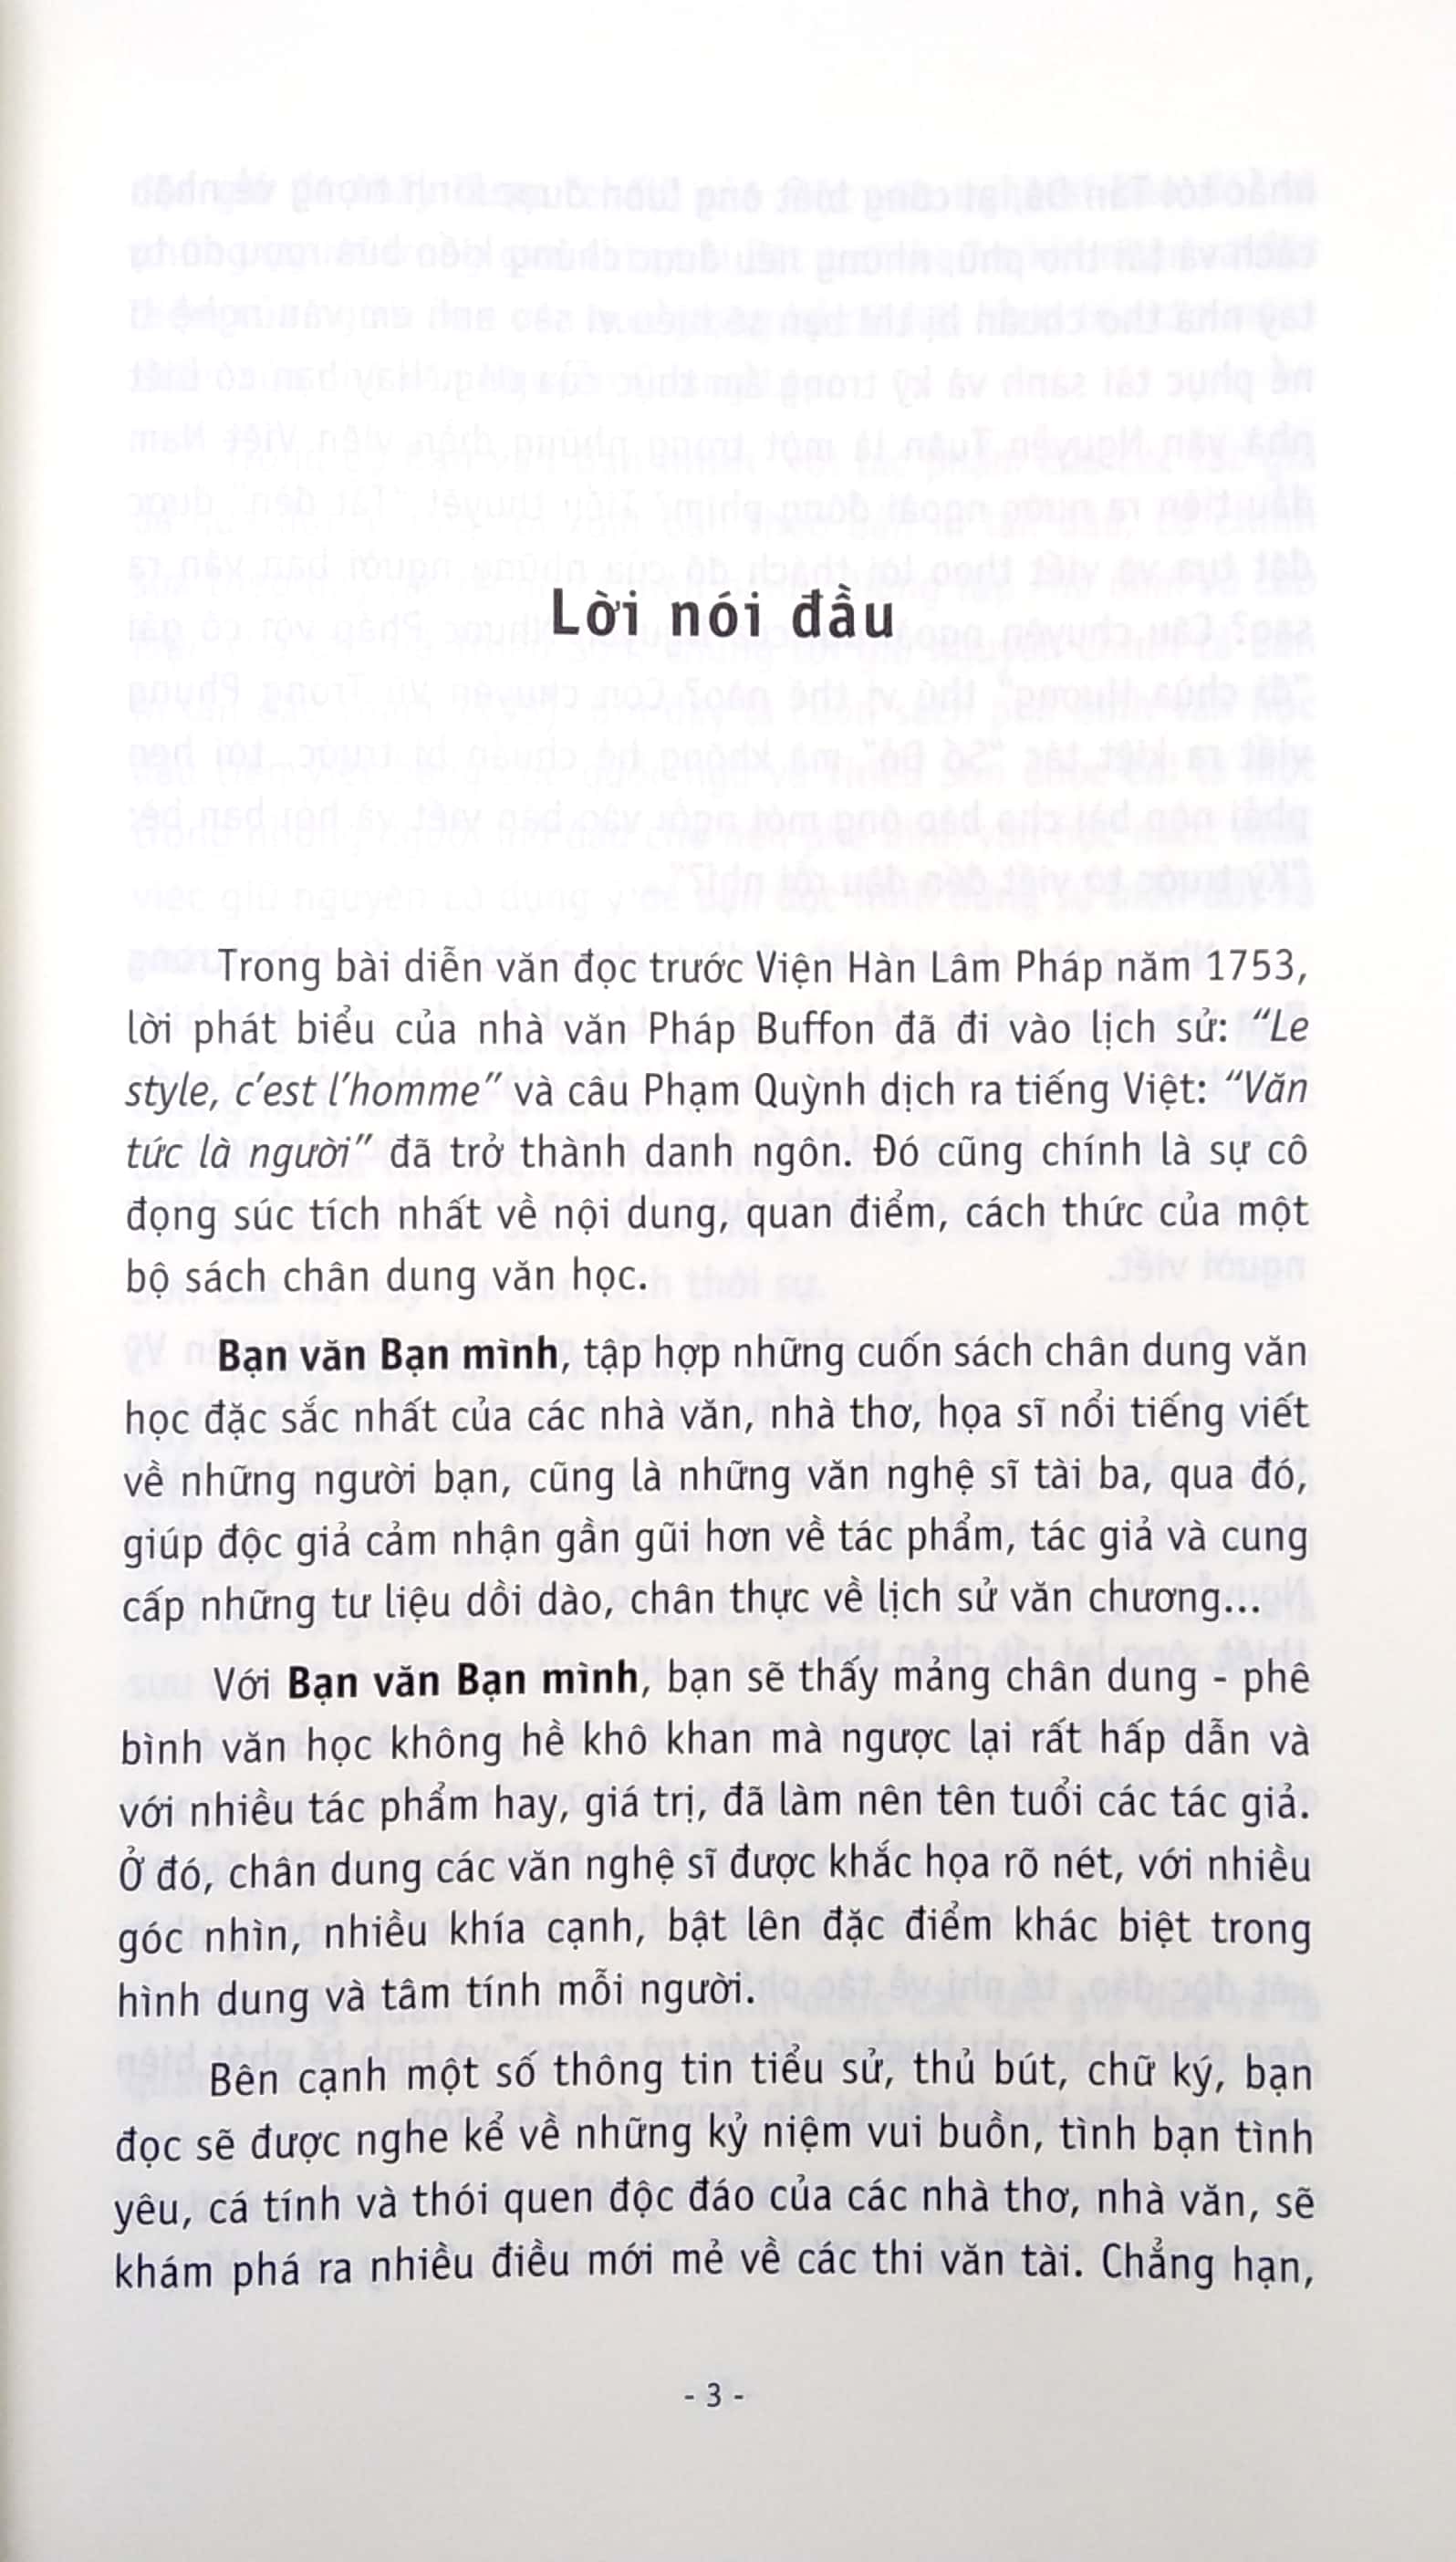 Lời nói đầu
Trong bài diễn văn đọc trước Viện Hàn Lâm Pháp năm 1753,
lời phát biểu của nhà văn Pháp Buffon đã đi vào lịch sử: “Le
style, c’est l’homme” và câu Phạm Quỳnh dịch ra tiếng Việt: “Văn
tức là người” đã trở thành danh ngôn. Đó cũng chính là sự cô
đọng súc tích nhất về nội dung, quan điểm, cách thức của một
bộ sách chân dung văn học.
Bạn văn Bạn mình, tập hợp những cuốn sách chân dung văn
học đặc sắc nhất của các nhà văn, nhà thơ, họa sĩ nổi tiếng viết
về những người bạn, cũng là những văn nghệ sĩ tài ba, qua đó,
giúp độc giả cảm nhận gần gũi hơn về tác phẩm, tác giả và cung
cấp những tư liệu dồi dào, chân thực về lịch sử văn chương...
Với Bạn văn Bạn mình, bạn sẽ thấy mảng chân dung - phê
bình văn học không hề khô khan mà ngược lại rất hấp dẫn và
với nhiều tác phẩm hay, giá trị, đã làm nên tên tuổi các tác giả.
Ở đó, chân dung các văn nghệ sĩ được khắc họa rõ nét, với nhiều
góc nhìn, nhiều khía cạnh, bật lên đặc điểm khác biệt trong
hình dung và tâm tính mỗi người.
Bên cạnh một số thông tin tiểu sử, thủ bút, chữ ký, bạn
đọc sẽ được nghe kể về những kỷ niệm vui buồn, tình bạn tình
yêu, cá tính và thói quen độc đáo của các nhà thơ, nhà văn, sẽ
khám phá ra nhiều điều mới mẻ về các thi văn tài. Chẳng hạn,
- 3 -